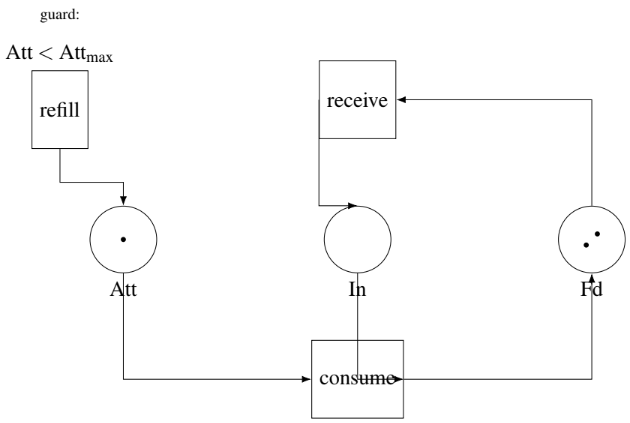 guard:
Att < Att_max
refill
receive
Att
In
Fd
consume